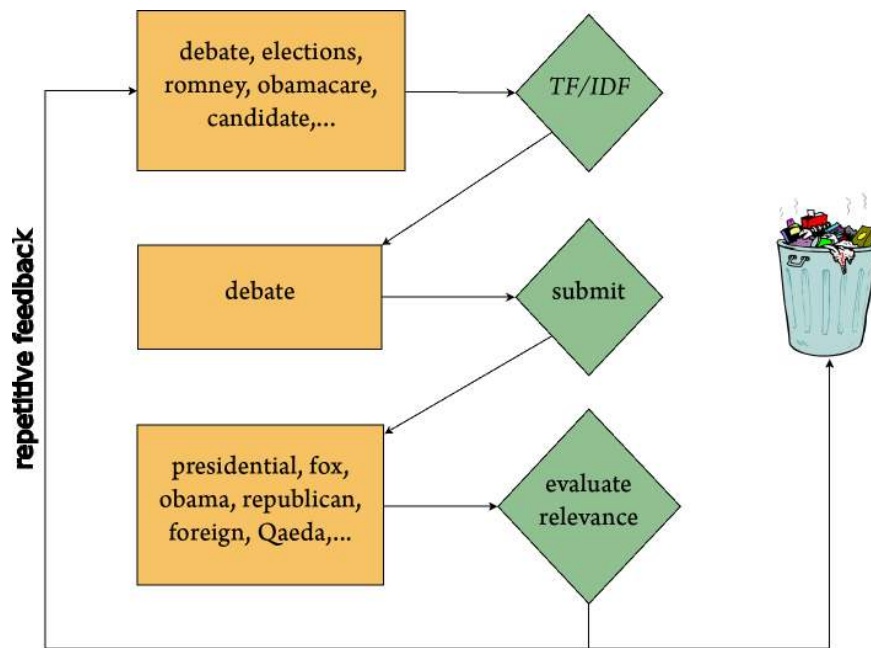 debate, elections,
romney, obamacare,
candidate,...
TF/IDF
debate
submit
presidential, fox,
obama, republican,
foreign, Qaeda,...
evaluate
relevance
repetitive feedback